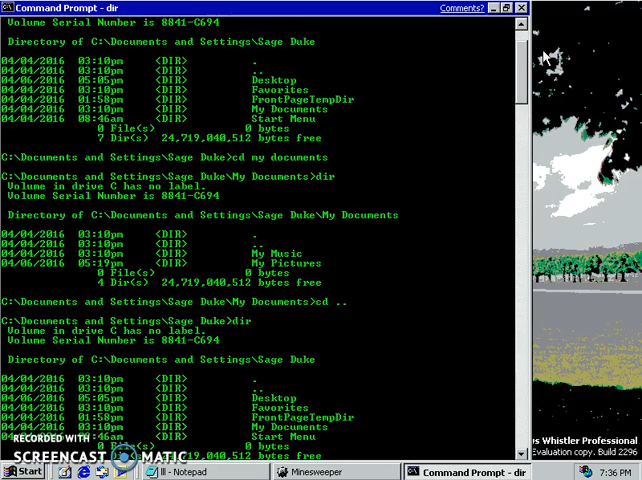 Command Prompt - dir
Comments?
Volume Serial Number is 8841-C694
Directory of C:\Documents and Settings\Sage Duke
04/04/2016 03:10pm <DIR> .
04/04/2016 03:10pm <DIR> ..
04/06/2016 05:05pm <DIR> Desktop
04/04/2016 03:10pm <DIR> Favorites
04/04/2016 01:58pm <DIR> FrontPageTempDir
04/04/2016 03:10pm <DIR> My Documents
04/04/2016 08:46am <DIR> Start Menu
0 File(s) 0 bytes
7 Dir(s) 24,719,040,512 bytes free
C:\Documents and Settings\Sage Duke>cd my documents
C:\Documents and Settings\Sage Duke\My Documents>dir
Volume in drive C has no label.
Volume Serial Number is 8841-C694
Directory of C:\Documents and Settings\Sage Duke\My Documents
04/04/2016 03:10pm <DIR> .
04/04/2016 03:10pm <DIR> ..
04/04/2016 03:10pm <DIR> My Music
04/06/2016 05:19pm <DIR> My Pictures
0 File(s) 0 bytes
4 Dir(s) 24,719,040,512 bytes free
C:\Documents and Settings\Sage Duke\My Documents>cd ..
C:\Documents and Settings\Sage Duke>dir
Volume in drive C has no label.
Volume Serial Number is 8841-C694
Directory of C:\Documents and Settings\Sage Duke
04/04/2016 03:10pm <DIR> .
04/04/2016 03:10pm <DIR> ..
04/06/2016 05:05pm <DIR> Desktop
04/04/2016 03:10pm <DIR> Favorites
04/04/2016 01:58pm <DIR> FrontPageTempDir
04/04/2016 03:10pm <DIR> My Documents
<DIR> Start Menu
0 bytes
24,719,040,512 bytes free
RECORDED WITH
SCREENCAST MATIC
s Whistler Professional
Evaluation copy. Build 2296
Start
lll - Notepad
Minesweeper
Command Prompt - dir
7:36 PM